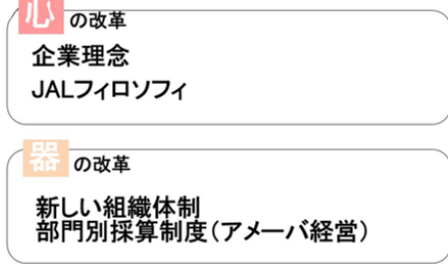 心の改革
企業理念
JALフィロソフィ
器の改革
新しい組織体制
部門別採算制度（アメーバ経営）